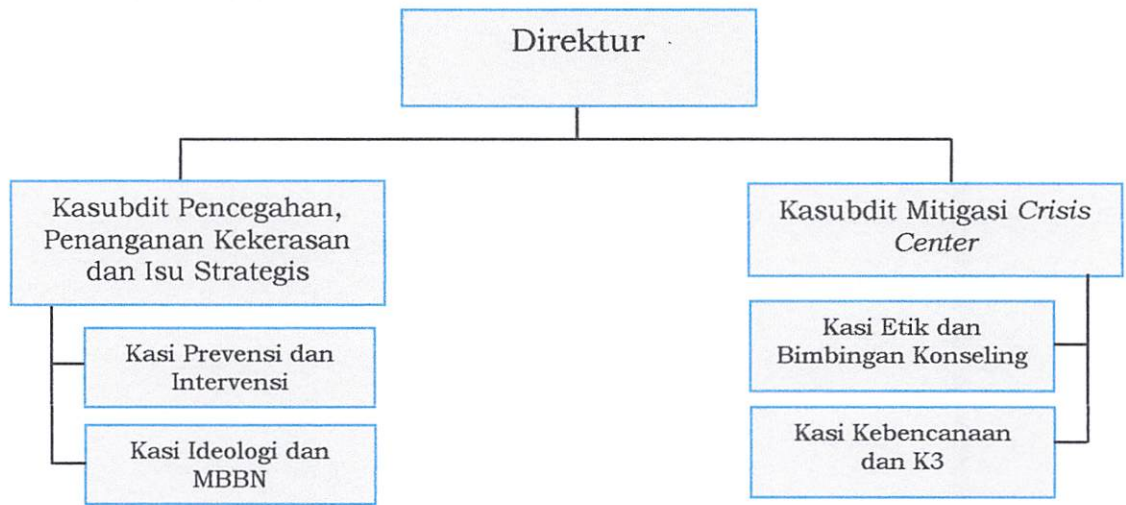 Direktur
Kasubdit Pencegahan,
Penanganan Kekerasan
dan Isu Strategis
Kasi Prevensi dan
Intervensi
Kasi Ideologi dan
MBBN
Kasubdit Mitigasi Crisis
Center
Kasi Etik dan
Bimbingan Konseling
Kasi Kebencanaan
dan K3